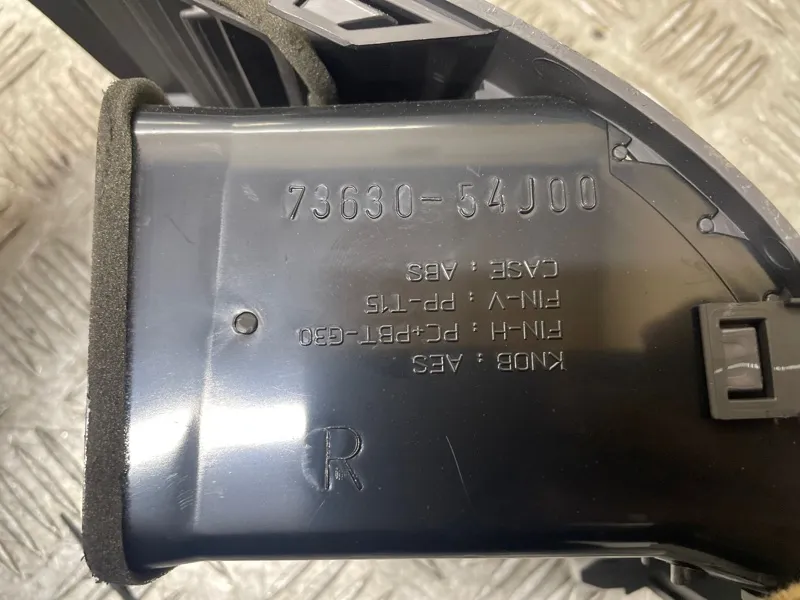 73630-54J00
KNOB ; AES
FIN-H ; PC+PBT-G30
FIN-V ; PP-T15
CASE ; ABS
R